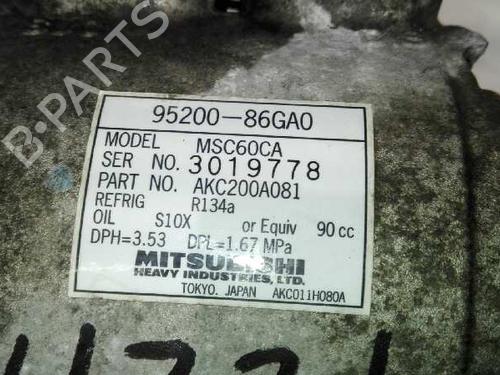 B-PARTS
95200-86GA0
MODEL MSC60CA
SER NO. 3019778
PART NO. AKC200A081
REFRIG R134a
OIL S10X or Equiv 90 cc
DPH=3.53 DPL=1.67 MPa
MITSUBISHI
HEAVY INDUSTRIES, LTD.
TOKYO. JAPAN AKC011H080A